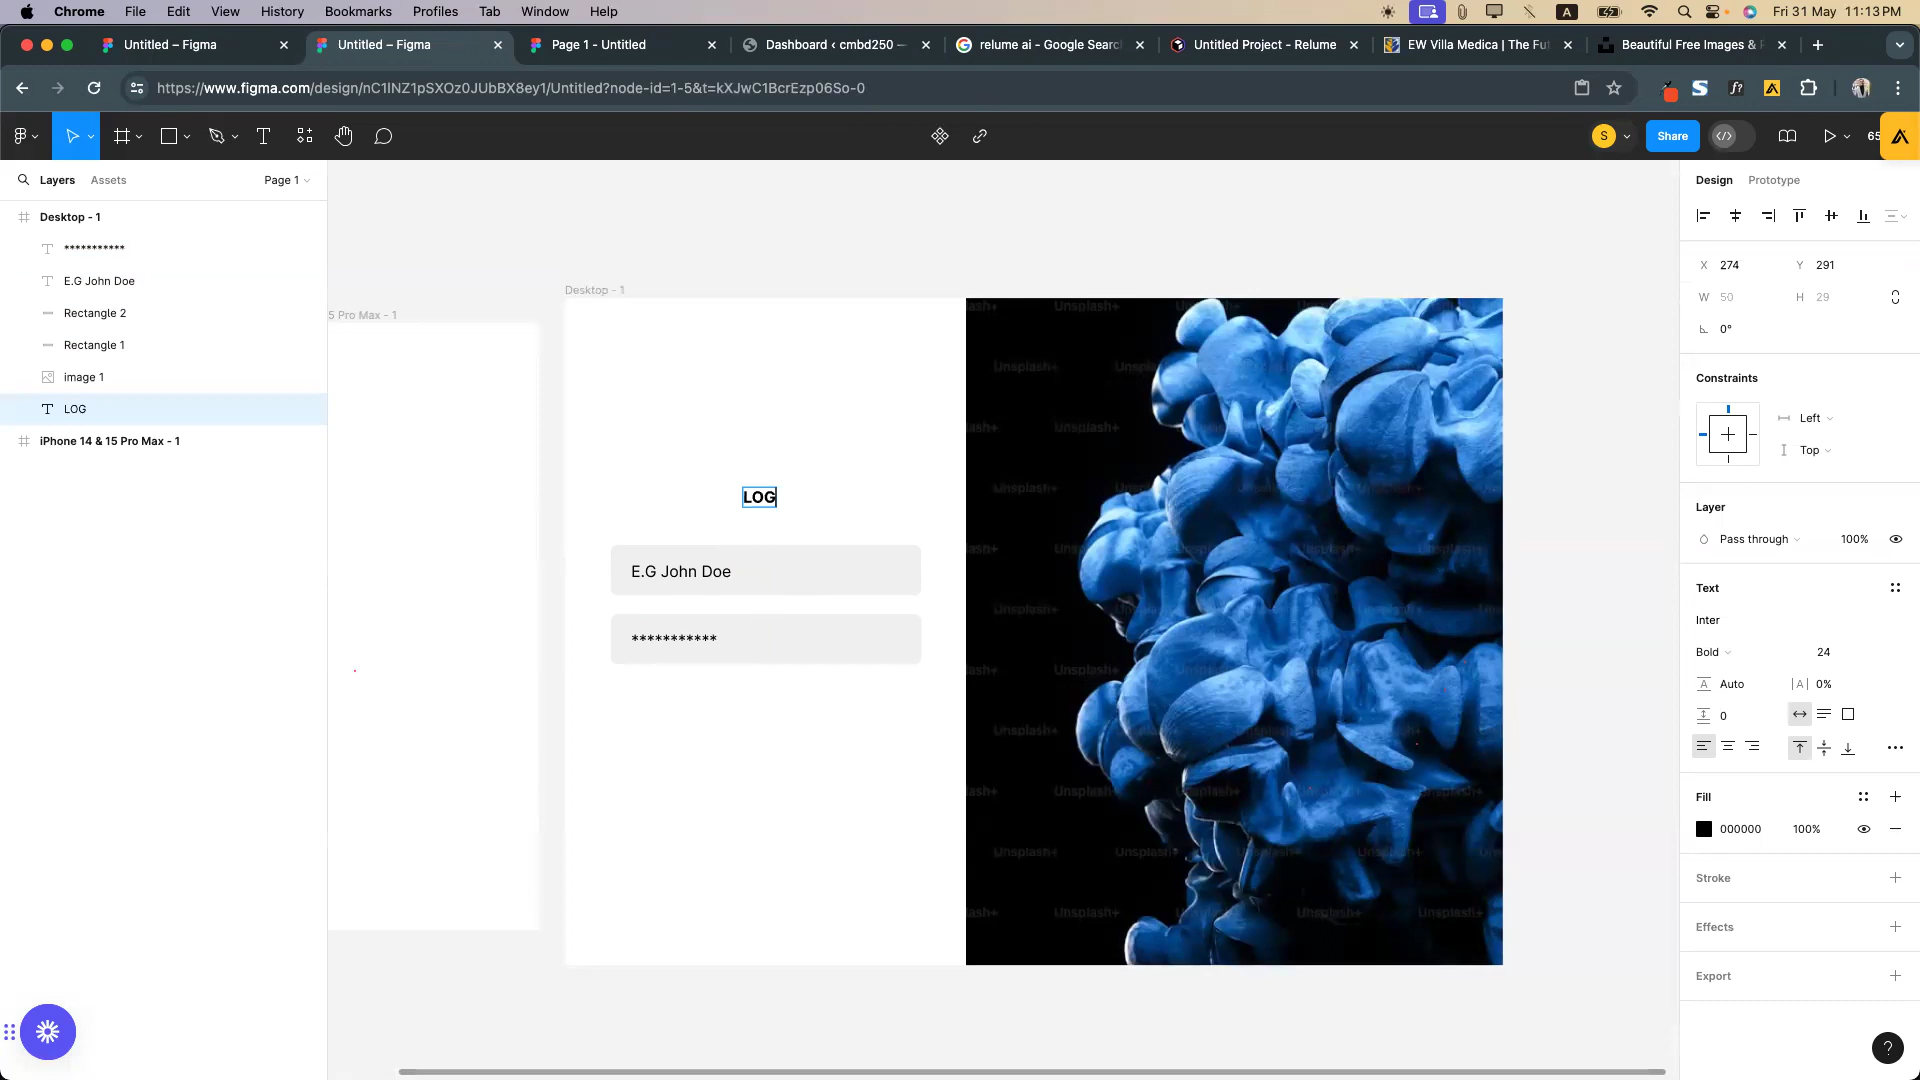 Chrome File Edit View History Bookmarks Profiles Tab Window Help
A Fri 31 May 11:13 PM
Untitled – Figma
Untitled – Figma
Page 1 - Untitled
Dashboard ‹ cmbd250 —
relume ai - Google Search
Untitled Project - Relume
EW Villa Medica | The Fut
Beautiful Free Images & P
https://www.figma.com/design/nC1INZ1pSXOz0JUbBX8ey1/Untitled?node-id=1-5&t=kXJwC1BcrEzp06So-0
S Share 65
Layers Assets Page 1
Desktop - 1
***********
E.G John Doe
Rectangle 2
Rectangle 1
image 1
LOG
iPhone 14 & 15 Pro Max - 1
5 Pro Max - 1
Desktop - 1
LOG
E.G John Doe
***********
Unsplash+
Design Prototype
X 274 Y 291
W 50 H 29
0°
Constraints
Left
Top
Layer
Pass through 100%
Text
Inter
Bold 24
Auto |A| 0%
0
Fill
000000 100%
Stroke
Effects
Export
?